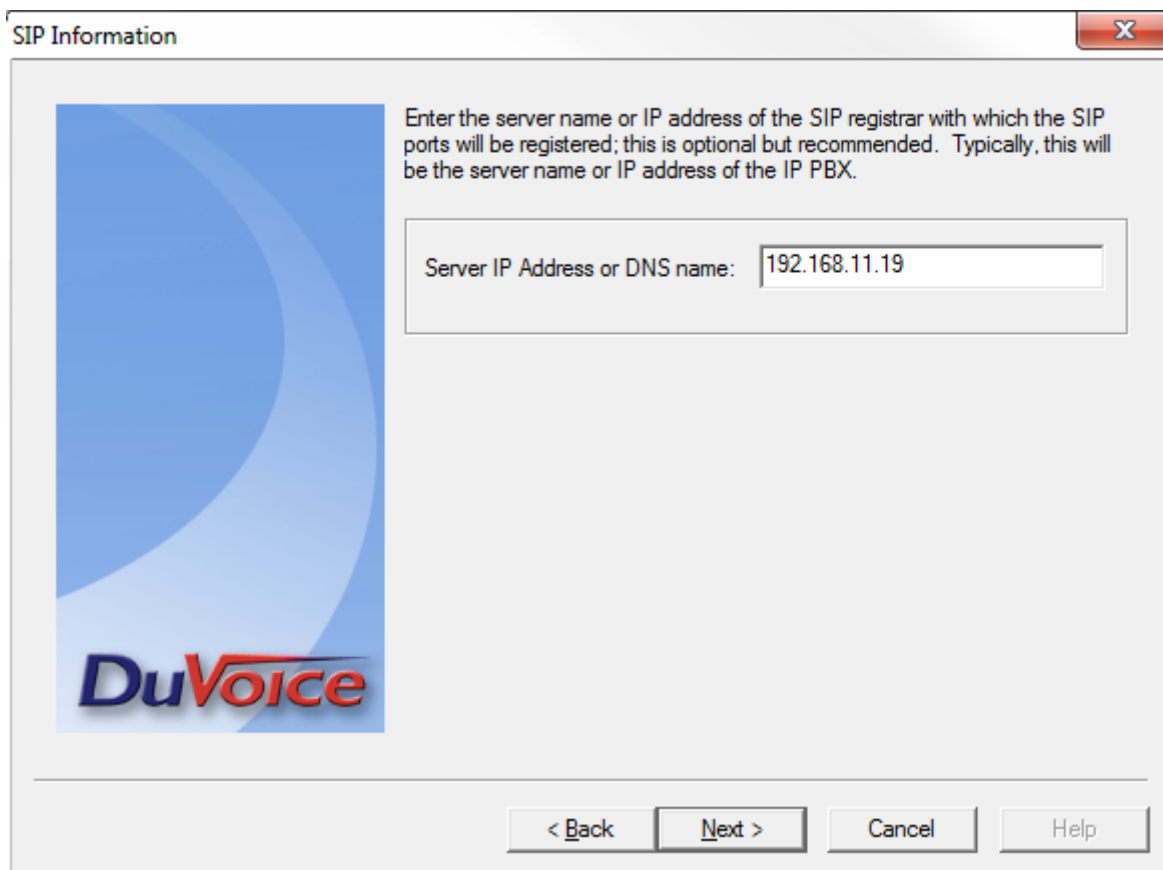 SIP Information
X
Enter the server name or IP address of the SIP registrar with which the SIP
ports will be registered; this is optional but recommended.  Typically, this will
be the server name or IP address of the IP PBX.
Server IP Address or DNS name: 192.168.11.19
DuVoice
< Back Next > Cancel Help